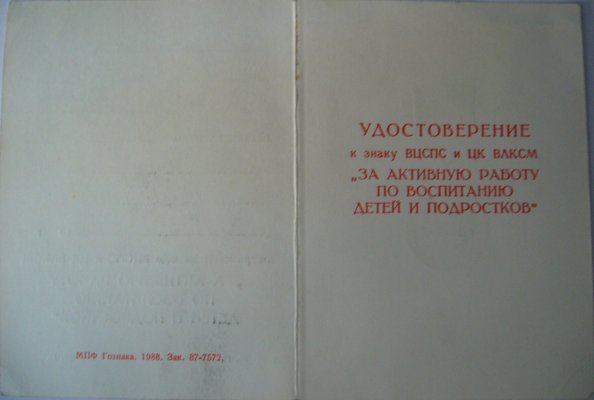 УДОСТОВЕРЕНИЕ
к знаку ВЦСПС и ЦК ВЛКСМ
„ЗА АКТИВНУЮ РАБОТУ
ПО ВОСПИТАНИЮ
ДЕТЕЙ И ПОДРОСТКОВ“
МПФ Гознака. 1988. Зак. 87-7572.